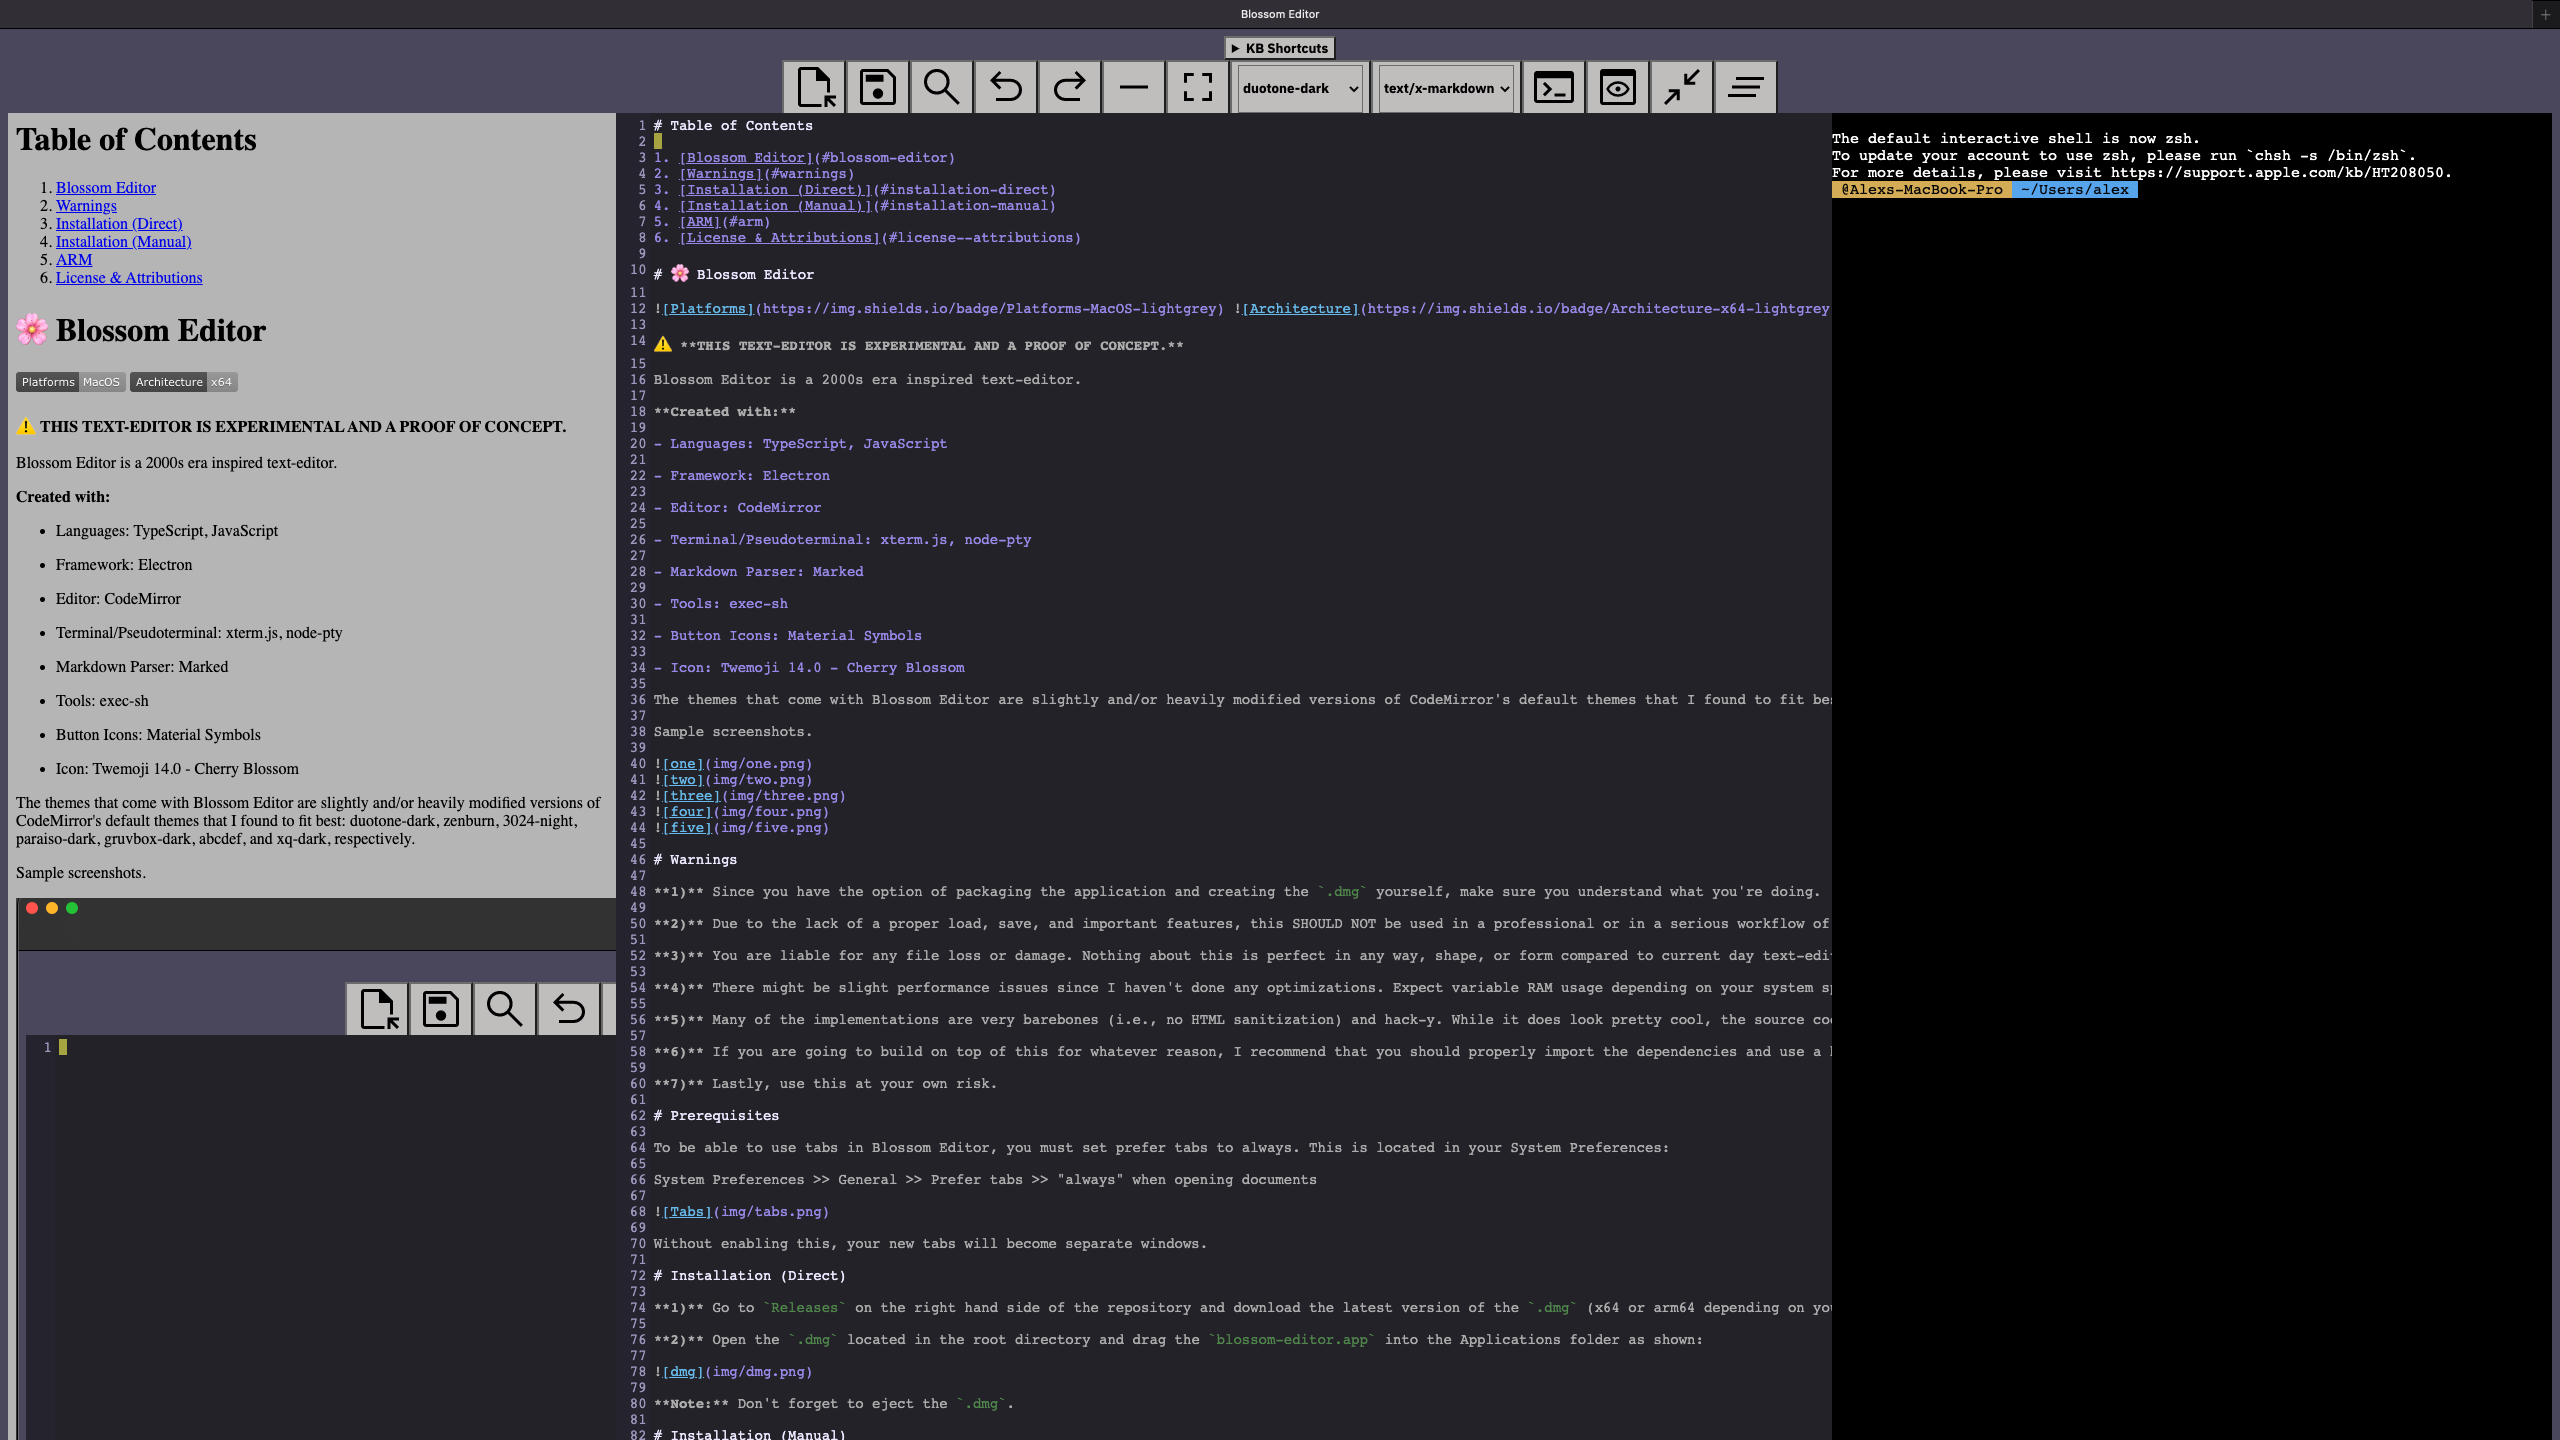 Blossom Editor
▶ KB Shortcuts
duotone-dark
text/x-markdown
Table of Contents
1. Blossom Editor
2. Warnings
3. Installation (Direct)
4. Installation (Manual)
5. ARM
6. License & Attributions
🌸 Blossom Editor
Platforms MacOS Architecture x64
⚠️ THIS TEXT-EDITOR IS EXPERIMENTAL AND A PROOF OF CONCEPT.
Blossom Editor is a 2000s era inspired text-editor.
Created with:
• Languages: TypeScript, JavaScript
• Framework: Electron
• Editor: CodeMirror
• Terminal/Pseudoterminal: xterm.js, node-pty
• Markdown Parser: Marked
• Tools: exec-sh
• Button Icons: Material Symbols
• Icon: Twemoji 14.0 - Cherry Blossom
The themes that come with Blossom Editor are slightly and/or heavily modified versions of
CodeMirror's default themes that I found to fit best: duotone-dark, zenburn, 3024-night,
paraiso-dark, gruvbox-dark, abcdef, and xq-dark, respectively.
Sample screenshots.
1
1 # Table of Contents
2
3 1. [Blossom Editor](#blossom-editor)
4 2. [Warnings](#warnings)
5 3. [Installation (Direct)](#installation-direct)
6 4. [Installation (Manual)](#installation-manual)
7 5. [ARM](#arm)
8 6. [License & Attributions](#license--attributions)
9
10 # 🌸 Blossom Editor
11
12 ![Platforms](https://img.shields.io/badge/Platforms-MacOS-lightgrey) ![Architecture](https://img.shields.io/badge/Architecture-x64-lightgrey
13
14 ⚠️ **THIS TEXT-EDITOR IS EXPERIMENTAL AND A PROOF OF CONCEPT.**
15
16 Blossom Editor is a 2000s era inspired text-editor.
17
18 **Created with:**
19
20 - Languages: TypeScript, JavaScript
21
22 - Framework: Electron
23
24 - Editor: CodeMirror
25
26 - Terminal/Pseudoterminal: xterm.js, node-pty
27
28 - Markdown Parser: Marked
29
30 - Tools: exec-sh
31
32 - Button Icons: Material Symbols
33
34 - Icon: Twemoji 14.0 - Cherry Blossom
35
36 The themes that come with Blossom Editor are slightly and/or heavily modified versions of CodeMirror's default themes that I found to fit
37
38 Sample screenshots.
39
40 ![one](img/one.png)
41 ![two](img/two.png)
42 ![three](img/three.png)
43 ![four](img/four.png)
44 ![five](img/five.png)
45
46 # Warnings
47
48 **1)** Since you have the option of packaging the application and creating the `.dmg` yourself, make sure you understand what you're doing.
49
50 **2)** Due to the lack of a proper load, save, and important features, this SHOULD NOT be used in a professional or in a serious workflow of
51
52 **3)** You are liable for any file loss or damage. Nothing about this is perfect in any way, shape, or form compared to current day text-edi
53
54 **4)** There might be slight performance issues since I haven't done any optimizations. Expect variable RAM usage depending on your system
55
56 **5)** Many of the implementations are very barebones (i.e., no HTML sanitization) and hack-y. While it does look pretty cool, the source
57
58 **6)** If you are going to build on top of this for whatever reason, I recommend that you should properly import the dependencies and use a
59
60 **7)** Lastly, use this at your own risk.
61
62 # Prerequisites
63
64 To be able to use tabs in Blossom Editor, you must set prefer tabs to always. This is located in your System Preferences:
65
66 System Preferences >> General >> Prefer tabs >> "always" when opening documents
67
68 ![Tabs](img/tabs.png)
69
70 Without enabling this, your new tabs will become separate windows.
71
72 # Installation (Direct)
73
74 **1)** Go to `Releases` on the right hand side of the repository and download the latest version of the `.dmg` (x64 or arm64 depending on
75
76 **2)** Open the `.dmg` located in the root directory and drag the `blossom-editor.app` into the Applications folder as shown:
77
78 ![dmg](img/dmg.png)
79
80 **Note:** Don't forget to eject the `.dmg`.
81
82 # Installation (Manual)
The default interactive shell is now zsh.
To update your account to use zsh, please run `chsh -s /bin/zsh`.
For more details, please visit https://support.apple.com/kb/HT208050.
@Alexs-MacBook-Pro ~/Users/alex